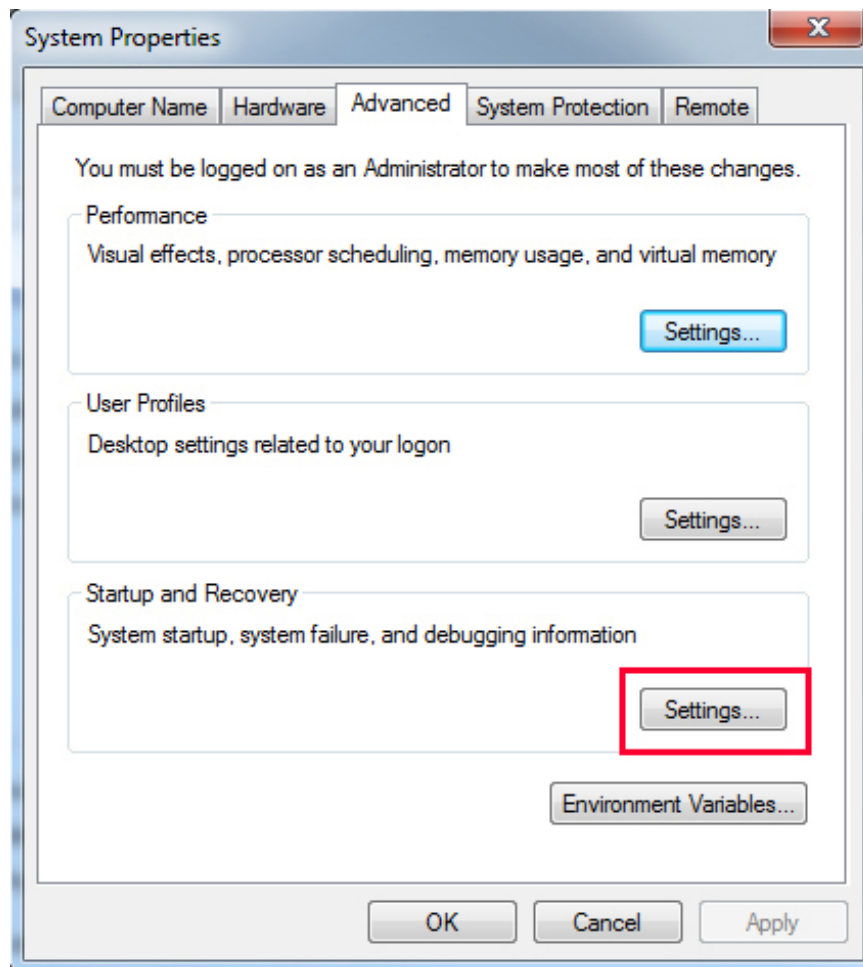 System Properties
Computer Name Hardware Advanced System Protection Remote
You must be logged on as an Administrator to make most of these changes.
Performance
Visual effects, processor scheduling, memory usage, and virtual memory
Settings...
User Profiles
Desktop settings related to your logon
Settings...
Startup and Recovery
System startup, system failure, and debugging information
Settings...
Environment Variables...
OK Cancel Apply